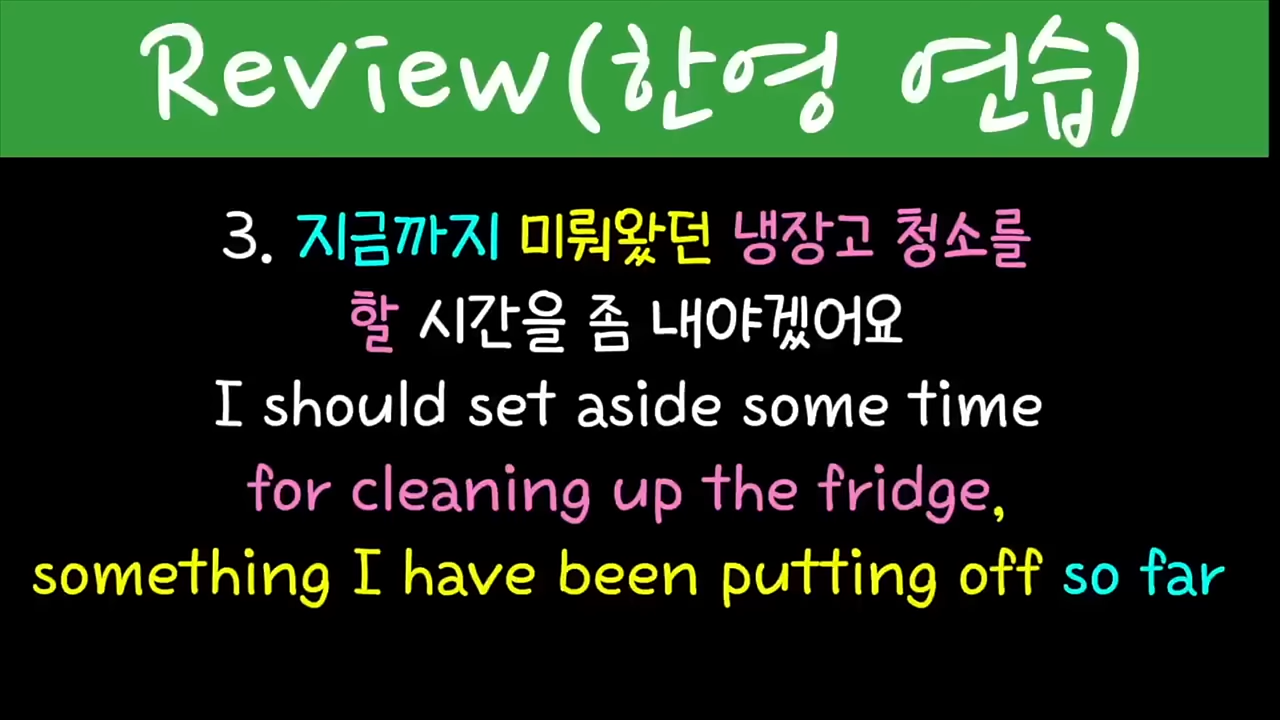 Review(한영 연습)
3. 지금까지 미뤄왔던 냉장고 청소를
할 시간을 좀 내야겠어요
I should set aside some time
for cleaning up the fridge,
something I have been putting off so far